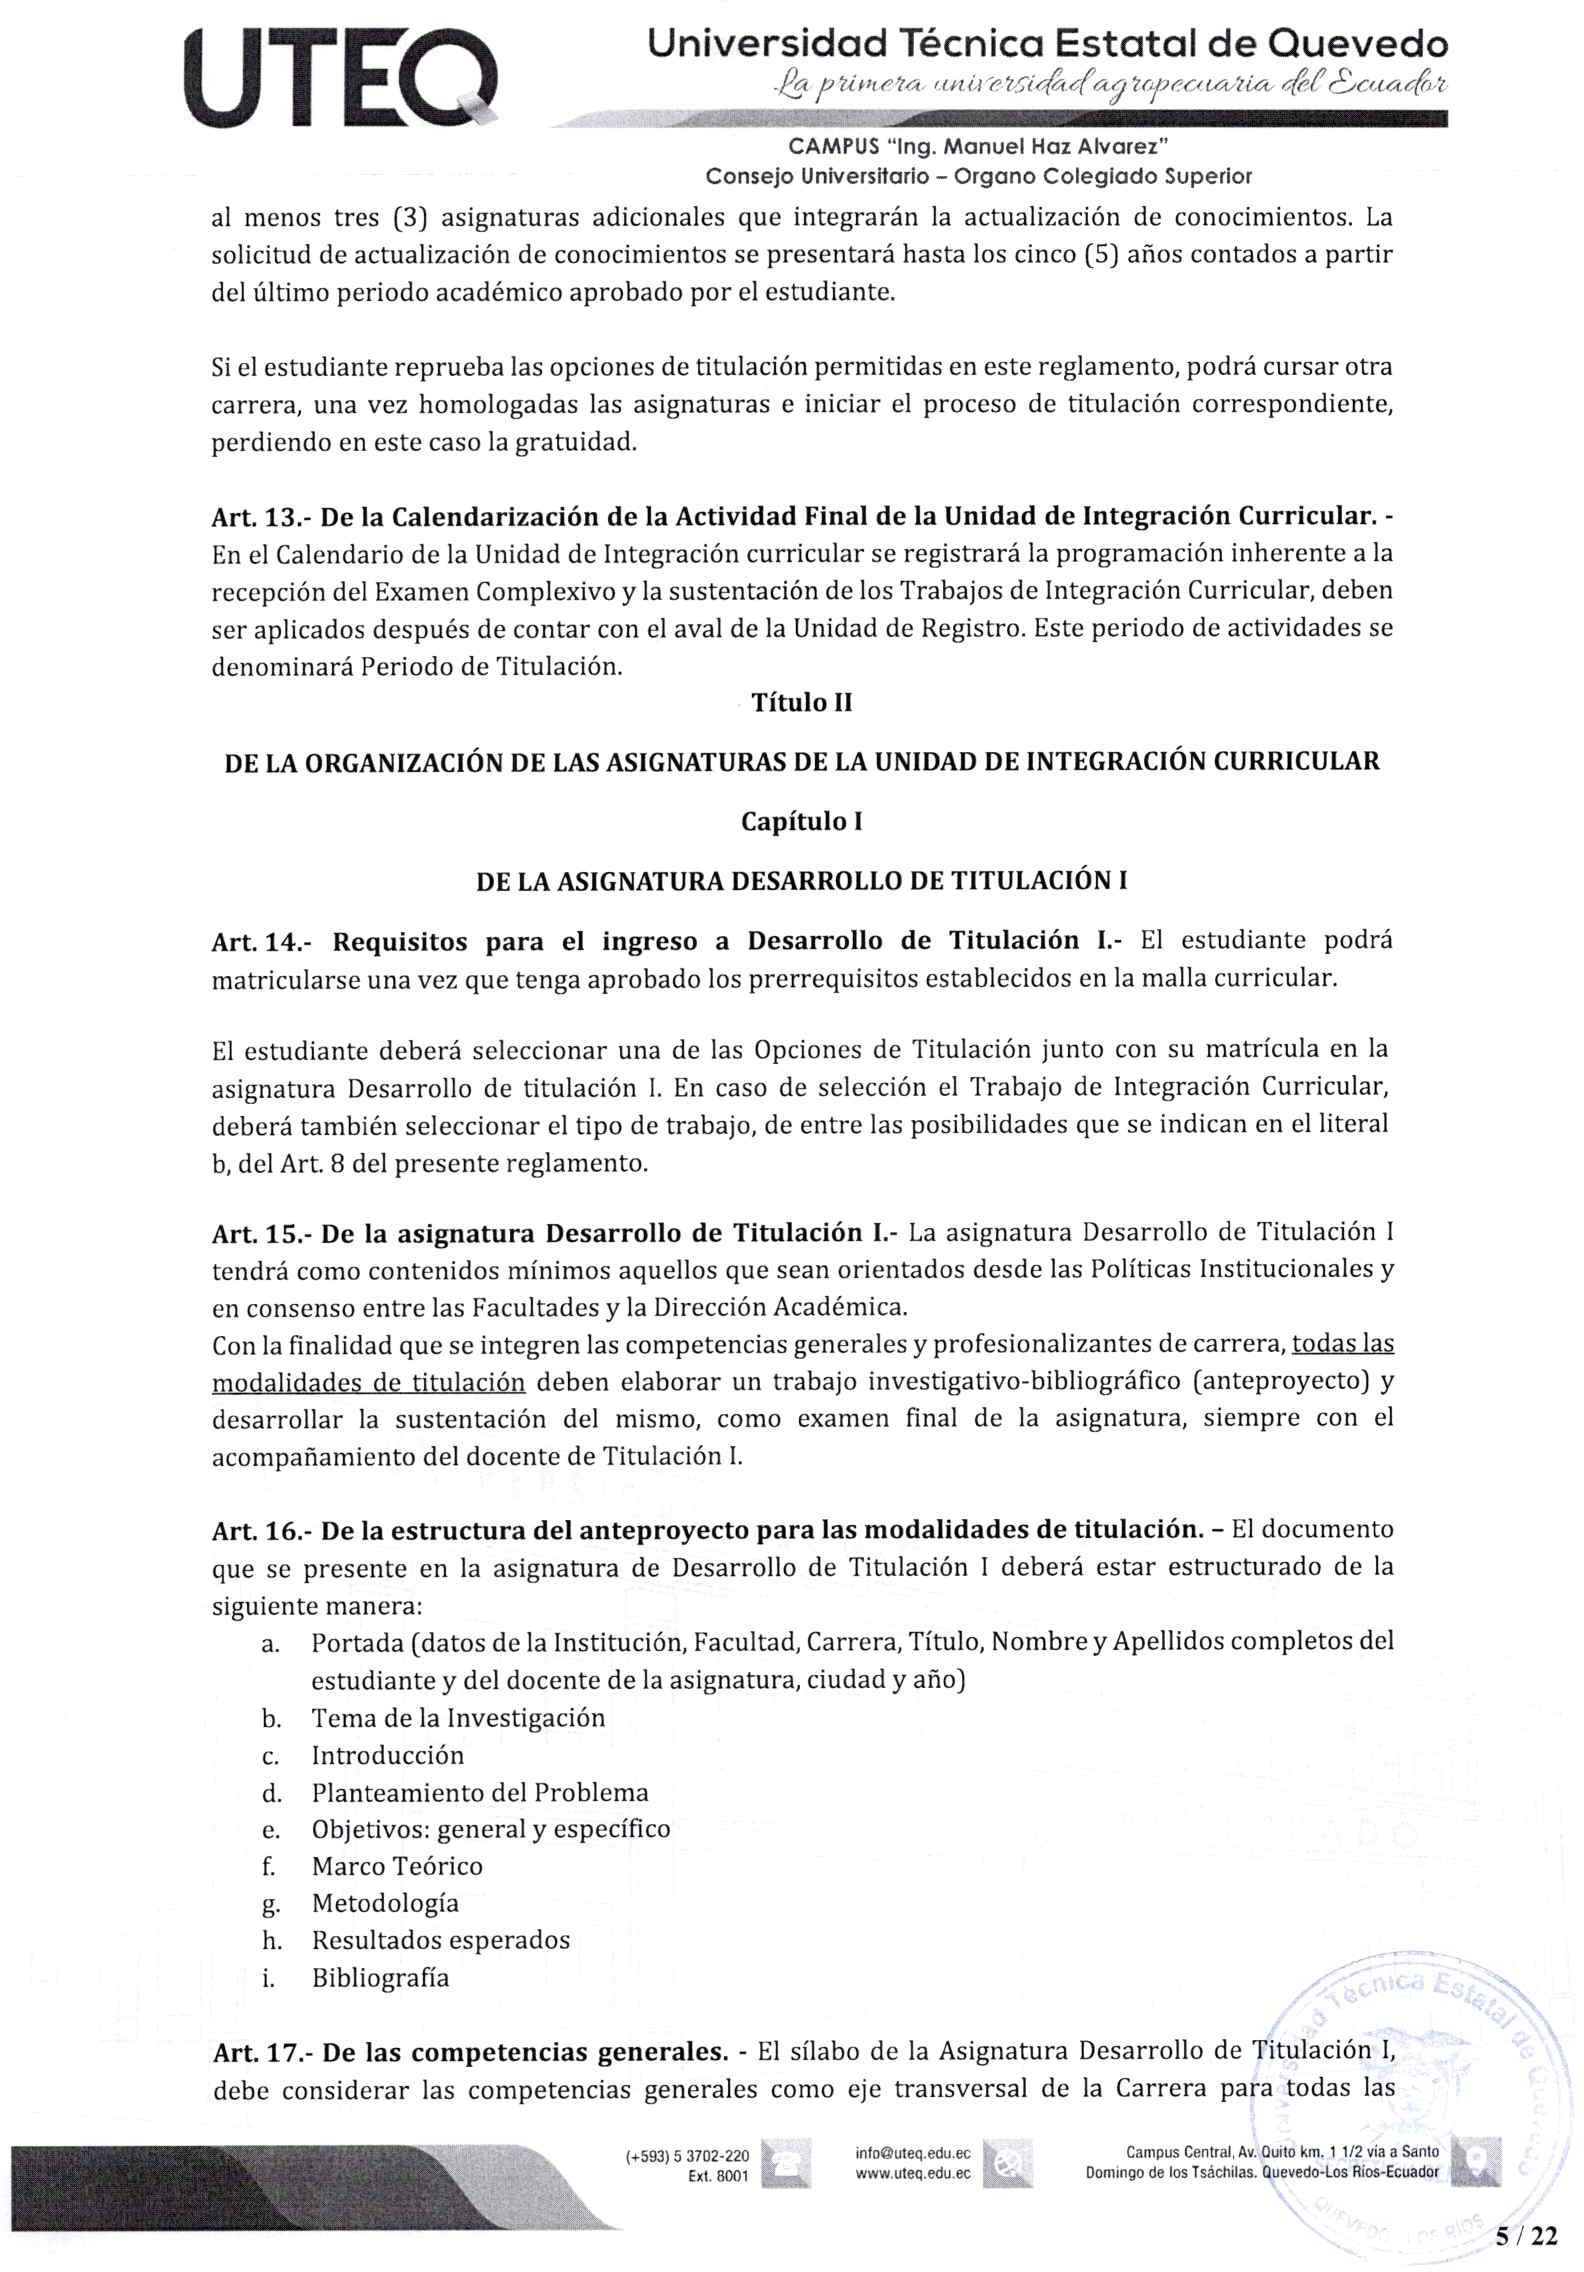 UTEQ
Universidad Técnica Estatal de Quevedo
La primera universidad agropecuaria del Ecuador
CAMPUS “Ing. Manuel Haz Alvarez”
Consejo Universitario – Organo Colegiado Superior
al menos tres (3) asignaturas adicionales que integrarán la actualización de conocimientos. La
solicitud de actualización de conocimientos se presentará hasta los cinco (5) años contados a partir
del último periodo académico aprobado por el estudiante.
Si el estudiante reprueba las opciones de titulación permitidas en este reglamento, podrá cursar otra
carrera, una vez homologadas las asignaturas e iniciar el proceso de titulación correspondiente,
perdiendo en este caso la gratuidad.
Art. 13.- De la Calendarización de la Actividad Final de la Unidad de Integración Curricular. -
En el Calendario de la Unidad de Integración curricular se registrará la programación inherente a la
recepción del Examen Complexivo y la sustentación de los Trabajos de Integración Curricular, deben
ser aplicados después de contar con el aval de la Unidad de Registro. Este periodo de actividades se
denominará Periodo de Titulación.
Título II
DE LA ORGANIZACIÓN DE LAS ASIGNATURAS DE LA UNIDAD DE INTEGRACIÓN CURRICULAR
Capítulo I
DE LA ASIGNATURA DESARROLLO DE TITULACIÓN I
Art. 14.- Requisitos para el ingreso a Desarrollo de Titulación I.- El estudiante podrá
matricularse una vez que tenga aprobado los prerrequisitos establecidos en la malla curricular.
El estudiante deberá seleccionar una de las Opciones de Titulación junto con su matrícula en la
asignatura Desarrollo de titulación I. En caso de selección el Trabajo de Integración Curricular,
deberá también seleccionar el tipo de trabajo, de entre las posibilidades que se indican en el literal
b, del Art. 8 del presente reglamento.
Art. 15.- De la asignatura Desarrollo de Titulación I.- La asignatura Desarrollo de Titulación I
tendrá como contenidos mínimos aquellos que sean orientados desde las Políticas Institucionales y
en consenso entre las Facultades y la Dirección Académica.
Con la finalidad que se integren las competencias generales y profesionalizantes de carrera, todas las
modalidades de titulación deben elaborar un trabajo investigativo-bibliográfico (anteproyecto) y
desarrollar la sustentación del mismo, como examen final de la asignatura, siempre con el
acompañamiento del docente de Titulación I.
Art. 16.- De la estructura del anteproyecto para las modalidades de titulación. – El documento
que se presente en la asignatura de Desarrollo de Titulación I deberá estar estructurado de la
siguiente manera:
a. Portada (datos de la Institución, Facultad, Carrera, Título, Nombre y Apellidos completos del
estudiante y del docente de la asignatura, ciudad y año)
b. Tema de la Investigación
c. Introducción
d. Planteamiento del Problema
e. Objetivos: general y específico
f. Marco Teórico
g. Metodología
h. Resultados esperados
i. Bibliografía
Art. 17.- De las competencias generales. - El sílabo de la Asignatura Desarrollo de Titulación I,
debe considerar las competencias generales como eje transversal de la Carrera para todas las
Universidad Técnica Estatal de Quevedo
QUEVEDO LOS RIOS
(+593) 5 3702-220
Ext. 8001
info@uteq.edu.ec
www.uteq.edu.ec
Campus Central, Av. Quito km. 1 1/2 vía a Santo
Domingo de los Tsáchilas. Quevedo-Los Ríos-Ecuador
5 / 22